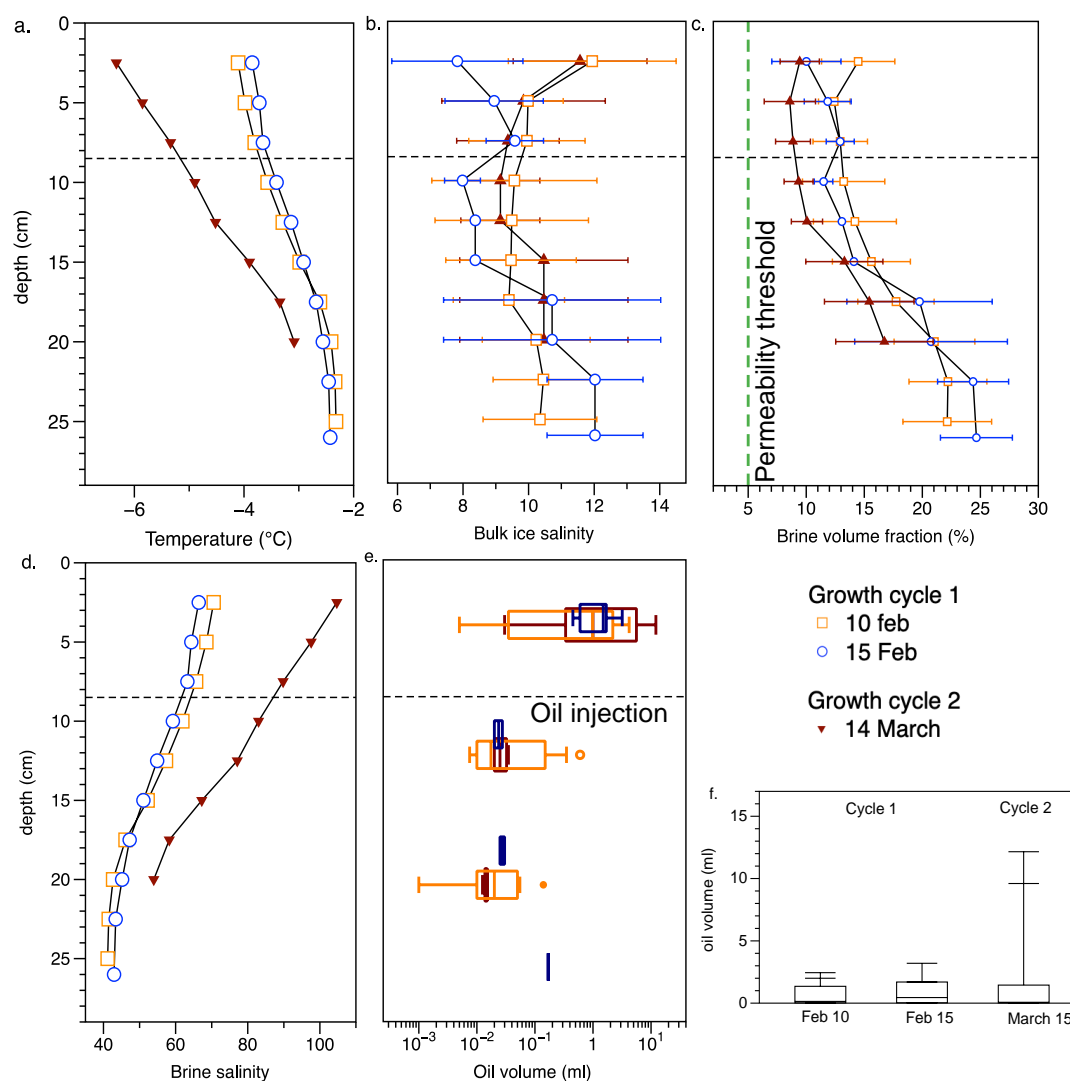 a.
b.
c.
0
5
10
15
20
25
depth (cm)
−6
−4
−2
Temperature (°C)
6
8
10
12
14
Bulk ice salinity
Permeability threshold
5
10
15
20
25
30
Brine volume fraction (%)
d.
e.
0
5
10
15
20
25
depth (cm)
40
60
80
100
Brine salinity
Oil injection
10−3
10−2
10−1
1
101
Oil volume (ml)
Growth cycle 1
10 feb
15 Feb
Growth cycle 2
14 March
f.
Cycle 1
Cycle 2
15
10
5
0
oil volume (ml)
Feb 10
Feb 15
March 15